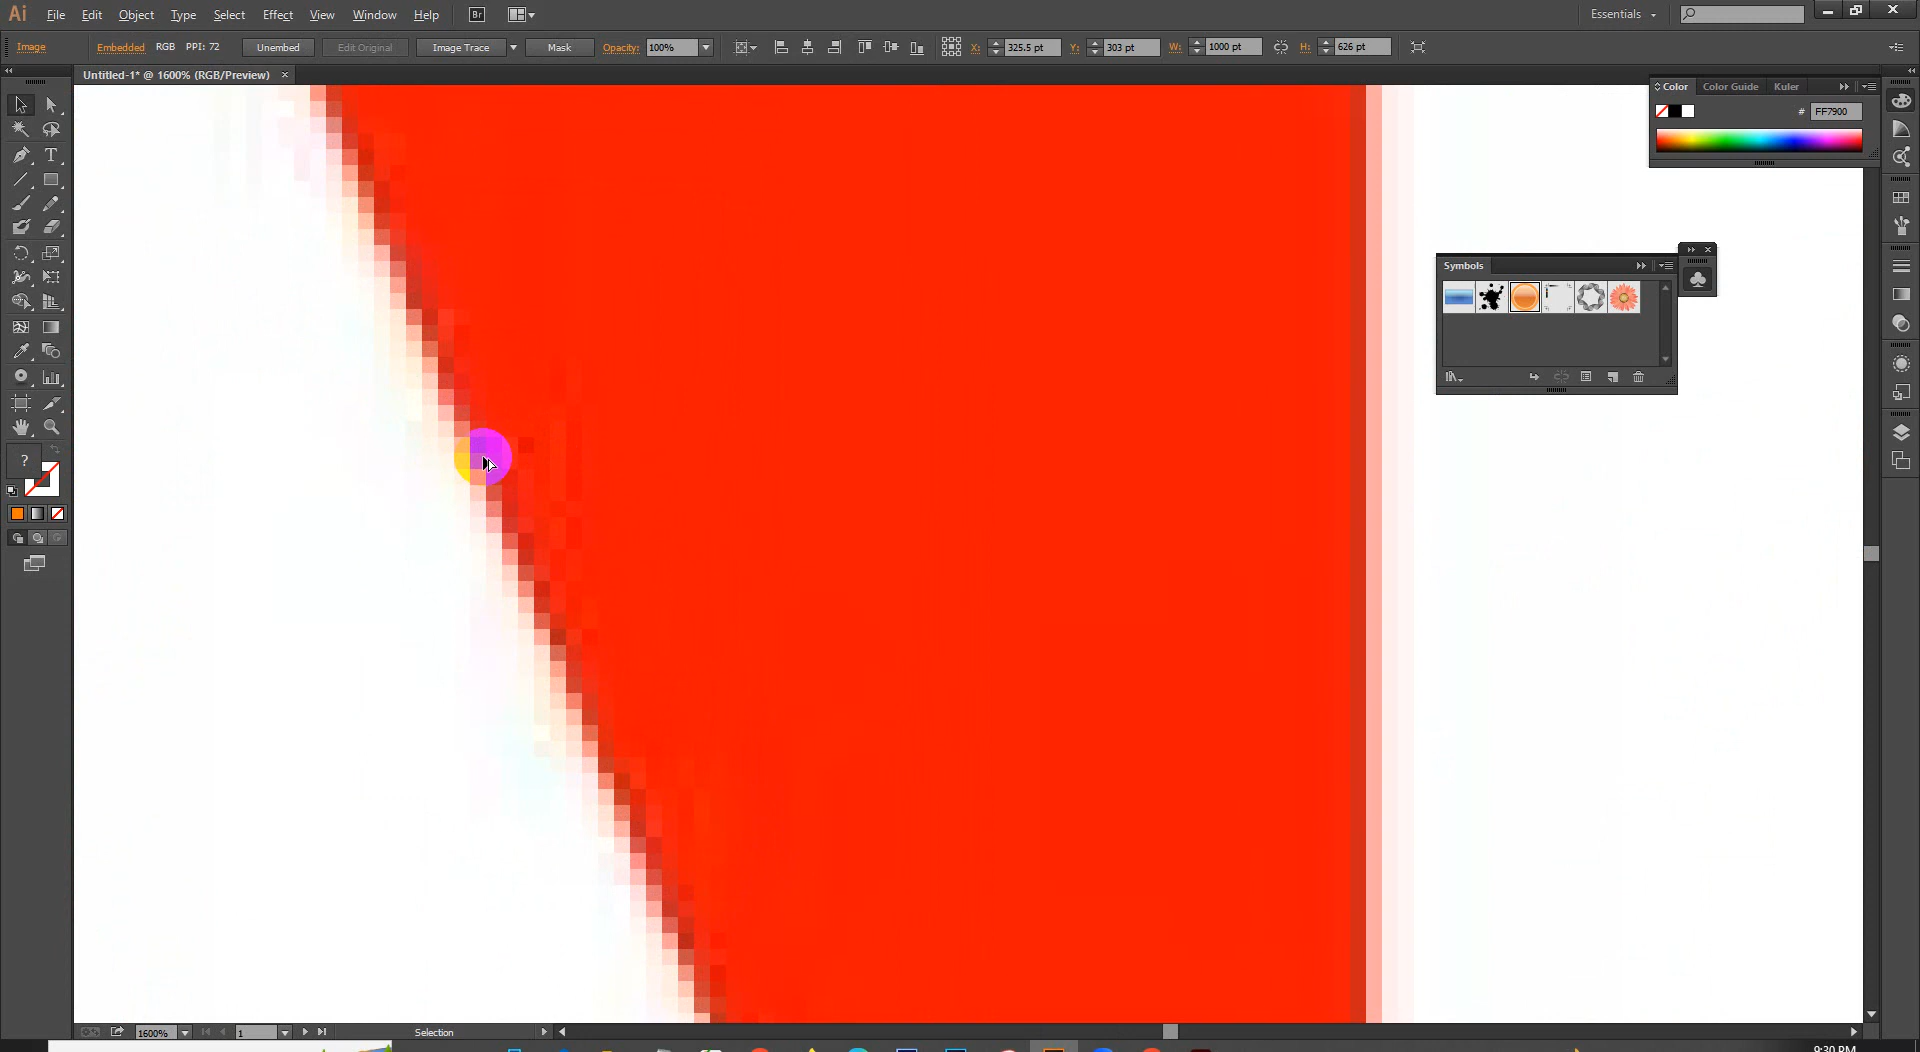 Ai File Edit Object Type Select Effect View Window Help Br Essentials
Image Embedded RGB PPI: 72 Unembed Edit Original Image Trace Mask Opacity: 100% X: 325.5 pt Y: 303 pt W: 1000 pt H: 626 pt
Untitled-1* @ 1600% (RGB/Preview)
Color Color Guide Kuler
# FF7900
Symbols
T
?
1600% 1 Selection
9:30 PM